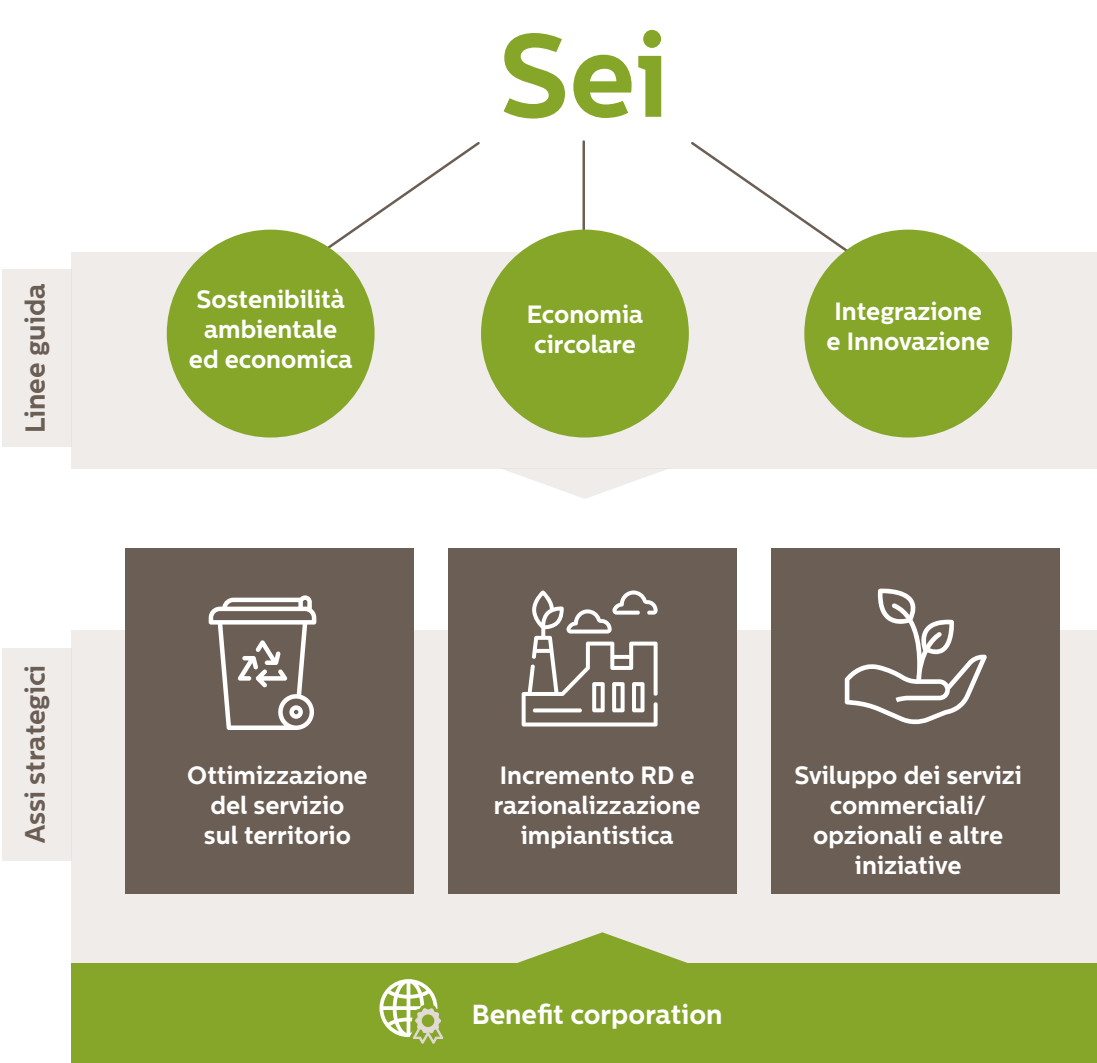 Sei
Linee guida
Sostenibilità
ambientale
ed economica
Economia
circolare
Integrazione
e Innovazione
Assi strategici
Ottimizzazione
del servizio
sul territorio
Incremento RD e
razionalizzazione
impiantistica
Sviluppo dei servizi
commerciali/
opzionali e altre
iniziative
Benefit corporation